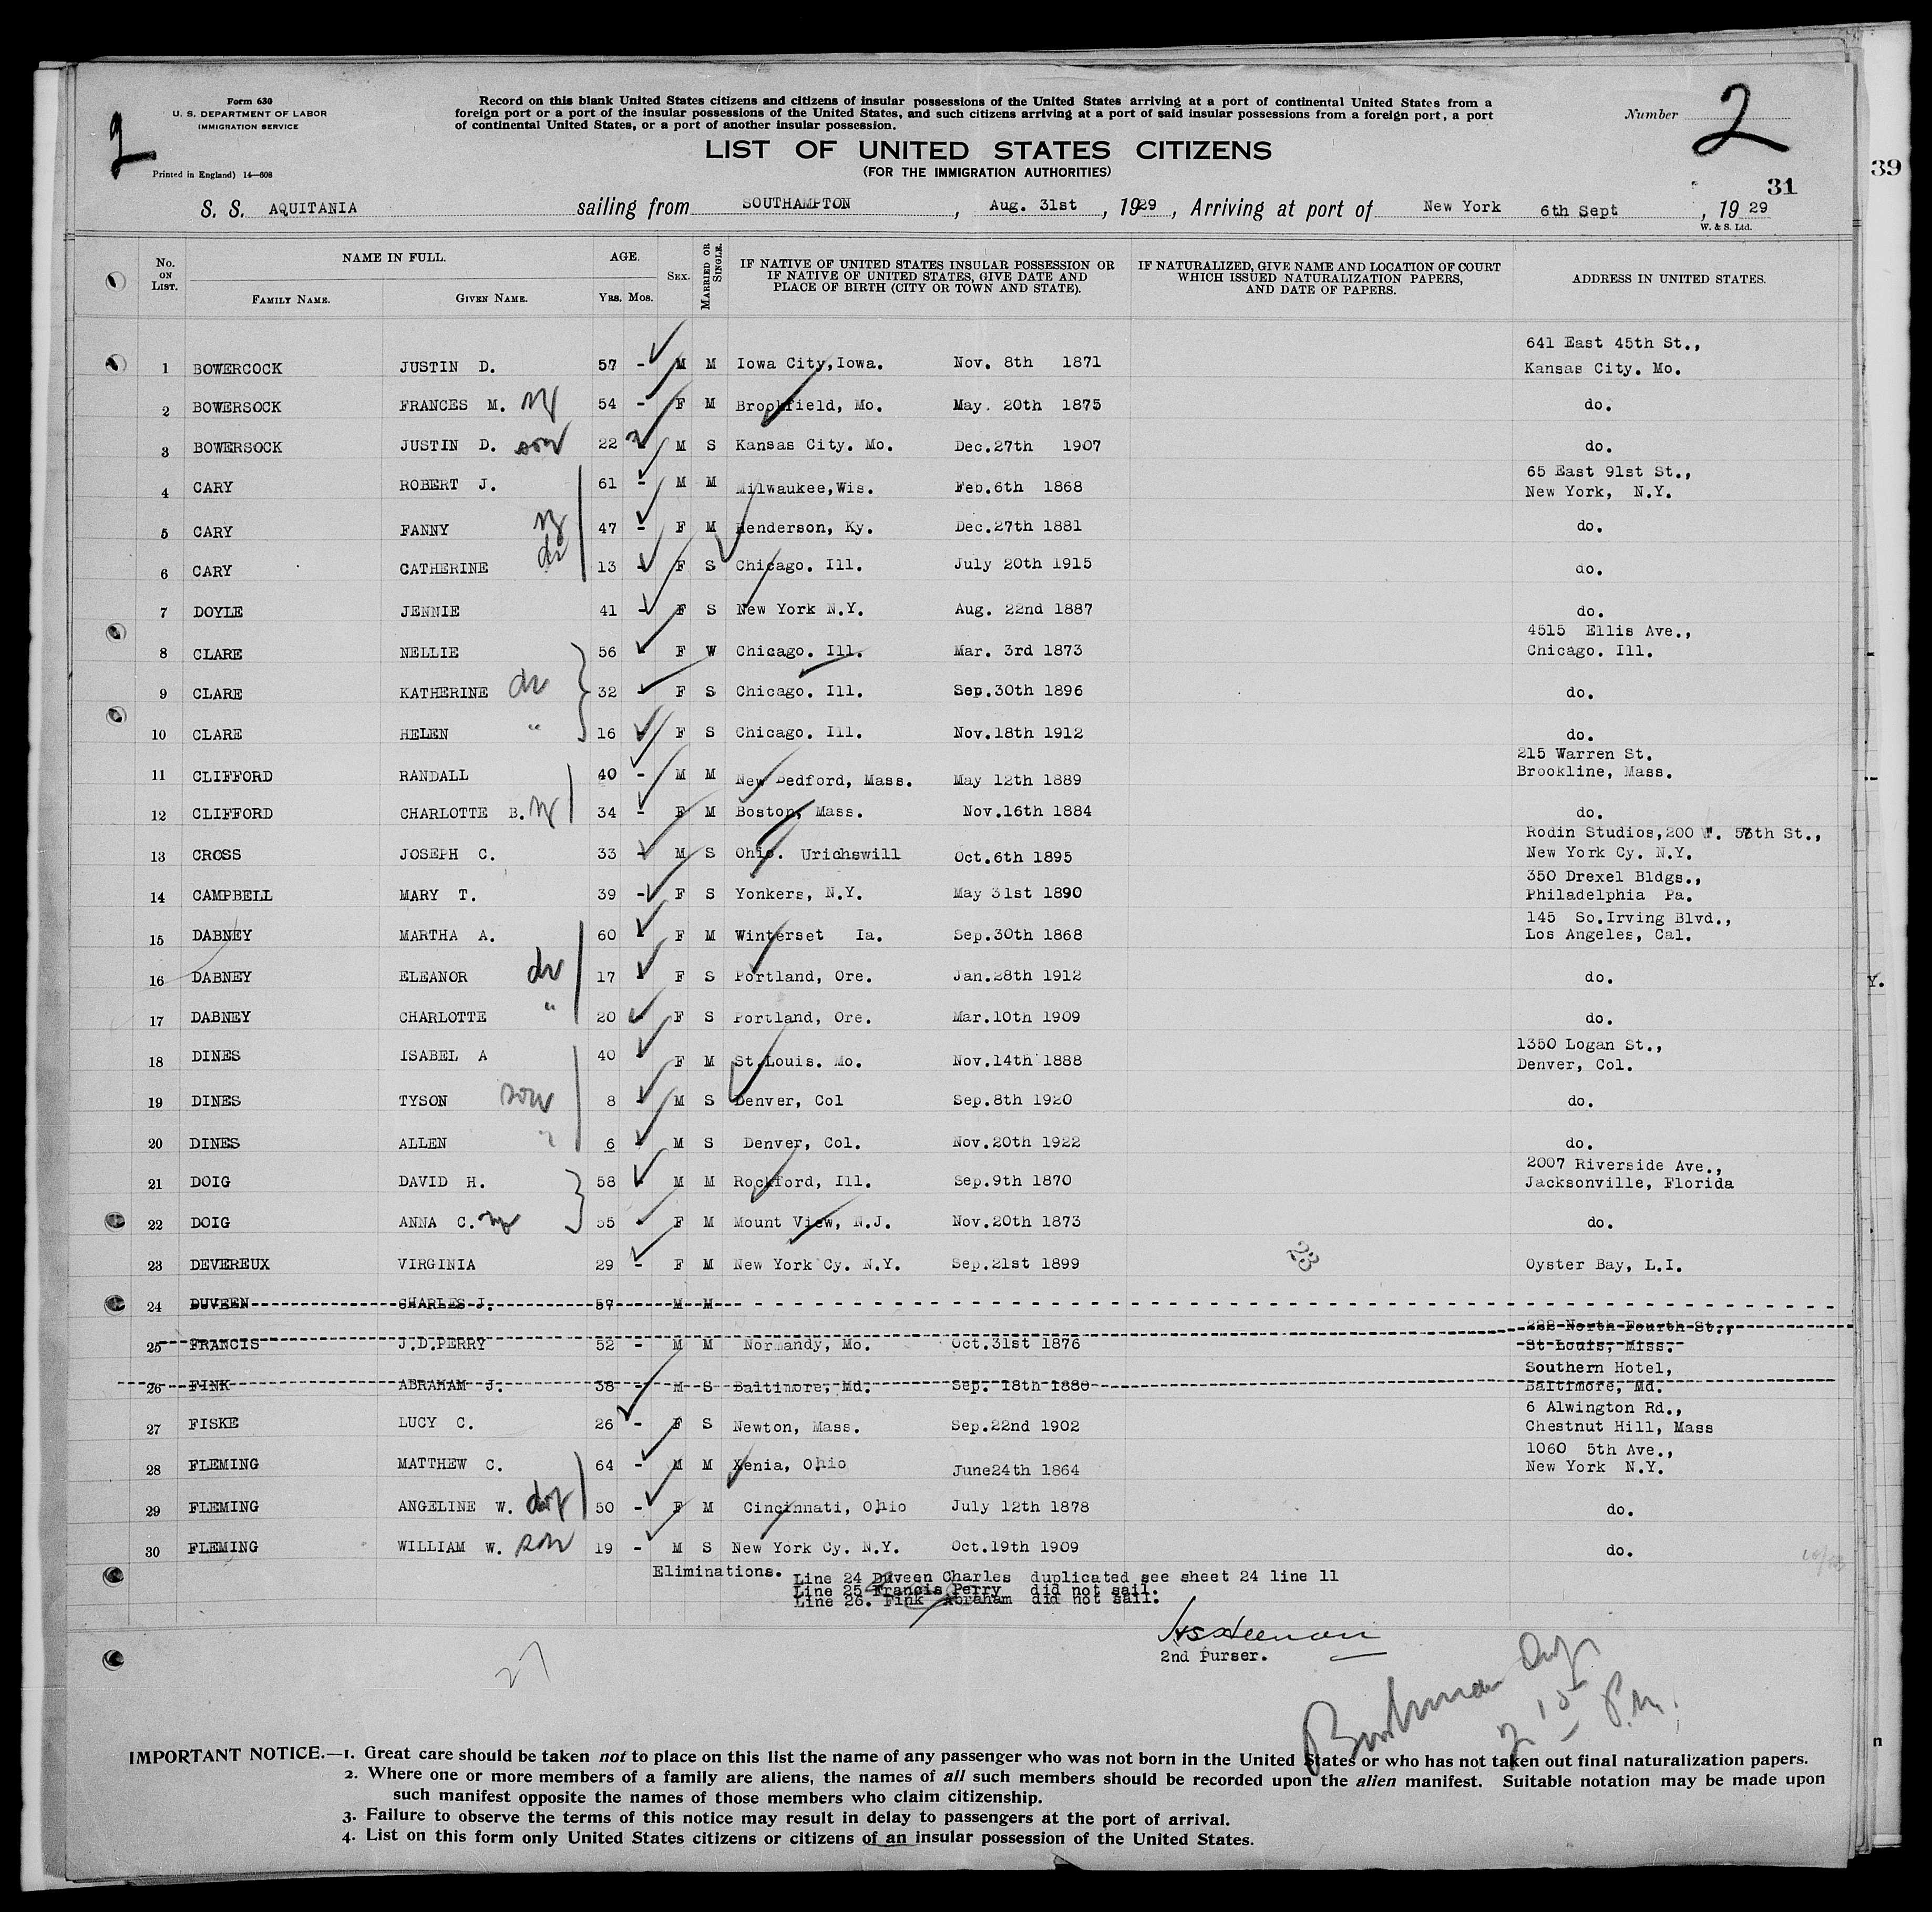 Form 630
U. S. DEPARTMENT OF LABOR
IMMIGRATION SERVICE
Printed in England) 14—608
Record on this blank United States citizens and citizens of insular possessions of the United States arriving at a port of continental United States from a
foreign port or a port of the insular possessions of the United States, and such citizens arriving at a port of said insular possessions from a foreign port, a port
of continental United States, or a port of another insular possession.
Number 2
2
LIST OF UNITED STATES CITIZENS
(FOR THE IMMIGRATION AUTHORITIES)
39
31
S. S. AQUITANIA sailing from SOUTHAMPTON, Aug. 31st, 1929, Arriving at port of New York 6th Sept, 1929
W. & S. Ltd.
No. ON LIST. NAME IN FULL. FAMILY NAME. GIVEN NAME. AGE. YRS. MOS. SEX. MARRIED OR SINGLE. IF NATIVE OF UNITED STATES INSULAR POSSESSION OR IF NATIVE OF UNITED STATES, GIVE DATE AND PLACE OF BIRTH (CITY OR TOWN AND STATE). IF NATURALIZED, GIVE NAME AND LOCATION OF COURT WHICH ISSUED NATURALIZATION PAPERS, AND DATE OF PAPERS. ADDRESS IN UNITED STATES.
641 East 45th St.,
1 BOWERCOCK JUSTIN D. 57 - M M Iowa City, Iowa. Nov. 8th 1871 Kansas City. Mo.
2 BOWERSOCK FRANCES M. 54 - F M Brookfield, Mo. May. 20th 1875 do.
3 BOWERSOCK JUSTIN D. son 22 M S Kansas City. Mo. Dec.27th 1907 do.
65 East 91st St.,
4 CARY ROBERT J. 61 - M M Milwaukee,Wis. Feb.6th 1868 New York, N.Y.
5 CARY FANNY 47 - F M Henderson, Ky. Dec.27th 1881 do.
6 CARY CATHERINE 13 - F S Chicago. Ill. July 20th 1915 do.
7 DOYLE JENNIE 41 - F S New York N.Y. Aug. 22nd 1887 do.
4515 Ellis Ave.,
8 CLARE NELLIE 56 F W Chicago. Ill. Mar. 3rd 1873 Chicago. Ill.
9 CLARE KATHERINE 32 F S Chicago. Ill. Sep.30th 1896 do.
10 CLARE HELEN " 16 F S Chicago. Ill. Nov.18th 1912 do.
215 Warren St.
11 CLIFFORD RANDALL 40 - M M New Bedford, Mass. May 12th 1889 Brookline, Mass.
12 CLIFFORD CHARLOTTE B. 34 - F M Boston, Mass. Nov.16th 1884 do.
Rodin Studios,200 W. 57th St.,
13 CROSS JOSEPH C. 33 - M S Ohio. Urichswill Oct.6th 1895 New York Cy. N.Y.
350 Drexel Bldgs.,
14 CAMPBELL MARY T. 39 - F S Yonkers, N.Y. May 31st 1890 Philadelphia Pa.
145 So.Irving Blvd.,
15 DABNEY MARTHA A. 60 F M Winterset Ia. Sep.30th 1868 Los Angeles, Cal.
16 DABNEY ELEANOR 17 F S Portland, Ore. Jan.28th 1912 do.
17 DABNEY CHARLOTTE " 20 F S Portland, Ore. Mar.10th 1909 do.
1350 Logan St.,
18 DINES ISABEL A 40 F M St.Louis. Mo. Nov.14th 1888 Denver, Col.
19 DINES TYSON son 8 M S Denver, Col Sep.8th 1920 do.
20 DINES ALLEN 6 M S Denver, Col. Nov.20th 1922 do.
2007 Riverside Ave.,
21 DOIG DAVID H. 58 M M Rockford, Ill. Sep.9th 1870 Jacksonville, Florida
22 DOIG ANNA C. 55 F M Mount View, N.J. Nov.20th 1873 do.
23 DEVEREUX VIRGINIA 29 - F M New York Cy. N.Y. Sep.21st 1899 23 Oyster Bay, L.I.
24 DUVEEN CHARLES J. 57 M M
222 North Fourth St.,
25 FRANCIS J.D.PERRY 52 - M M Normandy, Mo. Oct.31st 1876 St Louis, Miss.
Southern Hotel,
26 FINK ABRAHAM J. 38 - M S Baltimore, Md. Sep. 18th 1880 Baltimore, Md.
6 Alwington Rd.,
27 FISKE LUCY C. 26 - F S Newton, Mass. Sep.22nd 1902 Chestnut Hill, Mass
1060 5th Ave.,
28 FLEMING MATTHEW C. 64 - M M Xenia, Ohio June24th 1864 New York N.Y.
29 FLEMING ANGELINE W. 50 - F M Cincinnati, Ohio July 12th 1878 do.
30 FLEMING WILLIAM W. son 19 - M S New York Cy. N.Y. Oct.19th 1909 do.
Eliminations. Line 24 Duveen Charles duplicated see sheet 24 line 11
Line 25 Francis Perry did not sail.
Line 26. Fink Abraham did not sail.
2nd Purser.
27
P.M.
IMPORTANT NOTICE.—1. Great care should be taken not to place on this list the name of any passenger who was not born in the United States or who has not taken out final naturalization papers.
2. Where one or more members of a family are aliens, the names of all such members should be recorded upon the alien manifest. Suitable notation may be made upon
such manifest opposite the names of those members who claim citizenship.
3. Failure to observe the terms of this notice may result in delay to passengers at the port of arrival.
4. List on this form only United States citizens or citizens of an insular possession of the United States.